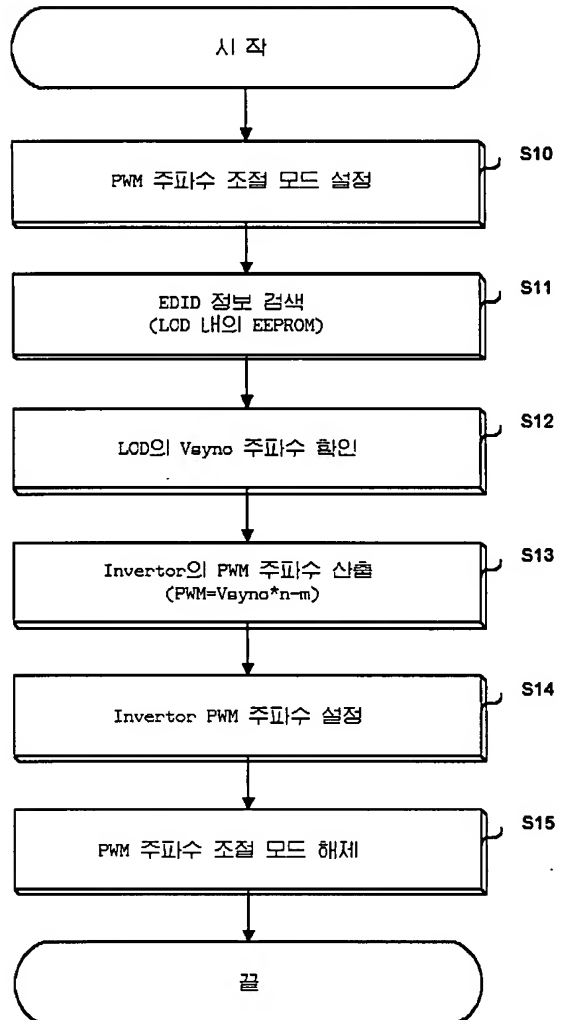 시 작
S10
PWM 주파수 조절 모드 설정
S11
EDID 정보 검색
(LCD 내의 EEPROM)
S12
LCD의 Vsync 주파수 확인
S13
Invertor의 PWM 주파수 산출
(PWM=Vsync*n-m)
S14
Invertor PWM 주파수 설정
S15
PWM 주파수 조절 모드 해제
끝